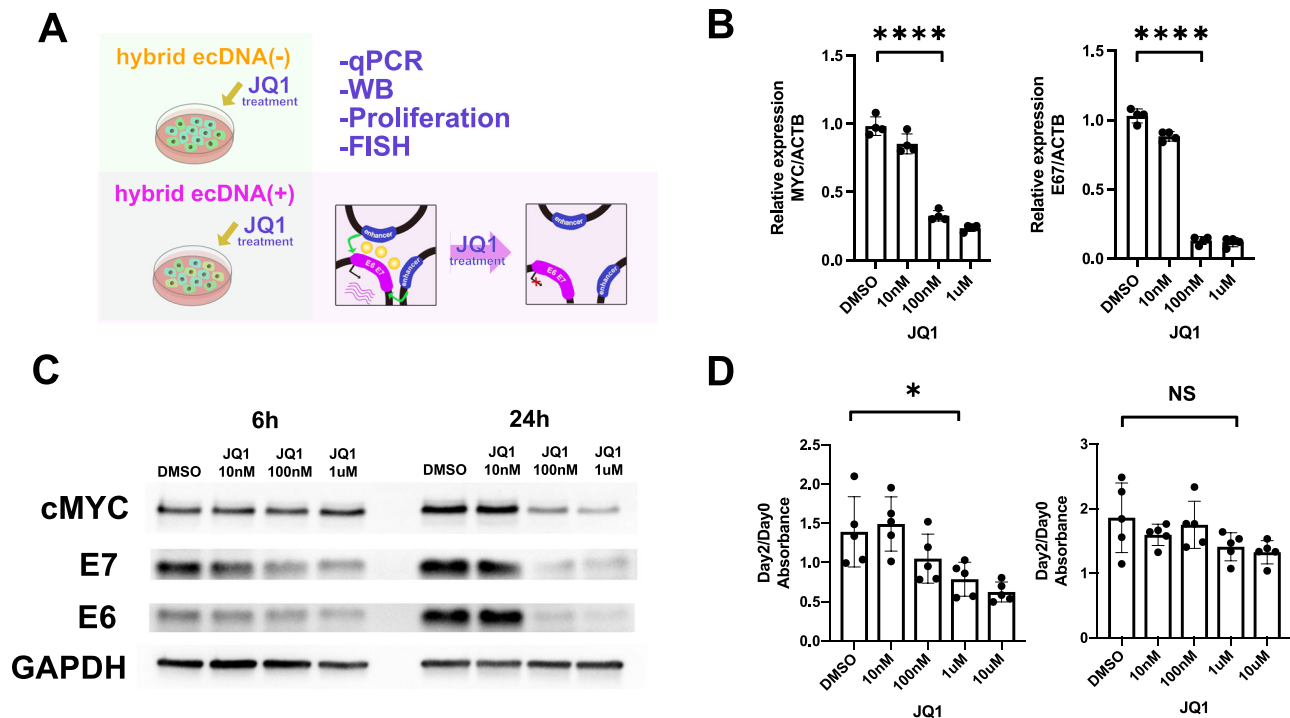 A
hybrid ecDNA(-)
JQ1
treatment
-qPCR
-WB
-Proliferation
-FISH
hybrid ecDNA(+)
JQ1
treatment
enhancer
E6 E7
enhancer
JQ1
treatment
enhancer
E6 E7
enhancer
B
****
Relative expression
MYC/ACTB
1.5
1.0
0.5
0.0
DMSO
10nM
100nM
1uM
JQ1
****
Relative expression
E67/ACTB
1.5
1.0
0.5
0.0
DMSO
10nM
100nM
1uM
JQ1
C
6h
24h
DMSO
JQ1
10nM
JQ1
100nM
JQ1
1uM
DMSO
JQ1
10nM
JQ1
100nM
JQ1
1uM
cMYC
E7
E6
GAPDH
D
*
Day2/Day0
Absorbance
2.5
2.0
1.5
1.0
0.5
0.0
DMSO
10nM
100nM
1uM
10uM
JQ1
NS
Day2/Day0
Absorbance
3
2
1
0
DMSO
10nM
100nM
1uM
10uM
JQ1